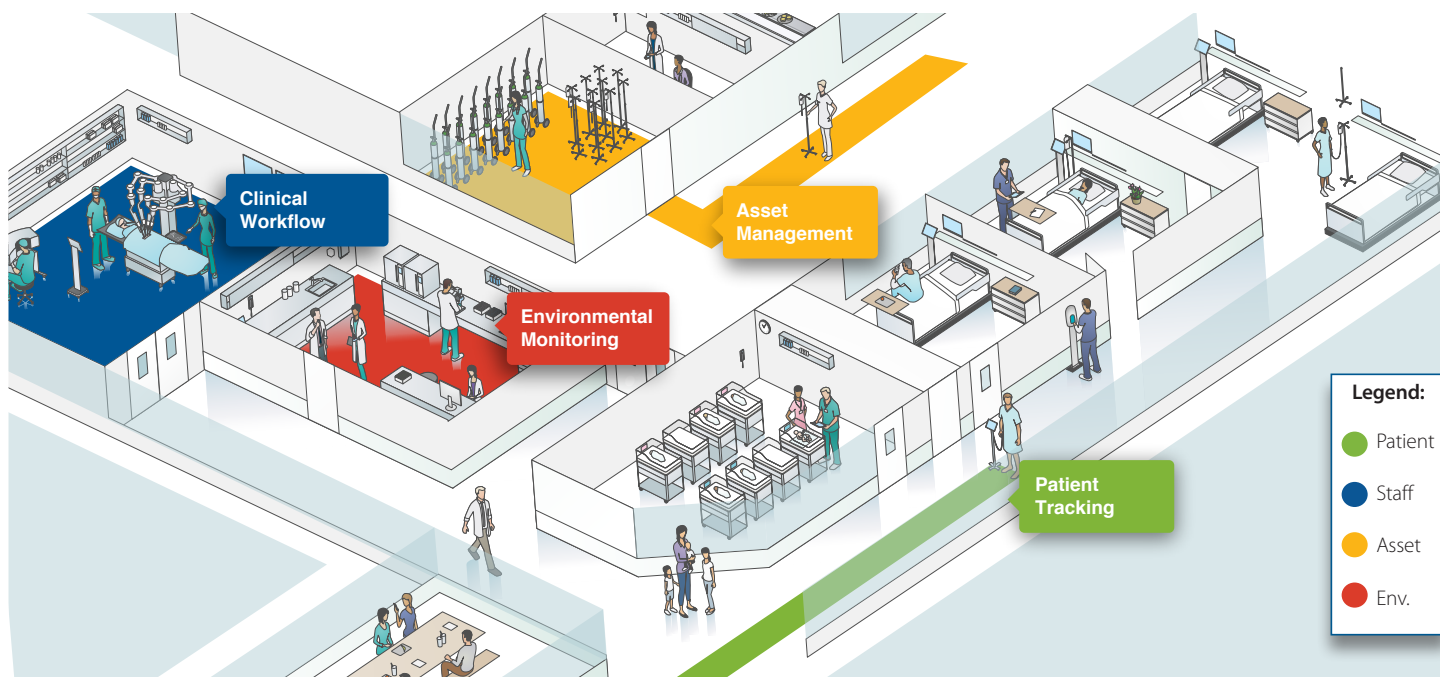 Clinical
Workflow
Asset
Management
Environmental
Monitoring
Patient
Tracking
Legend:
Patient
Staff
Asset
Env.